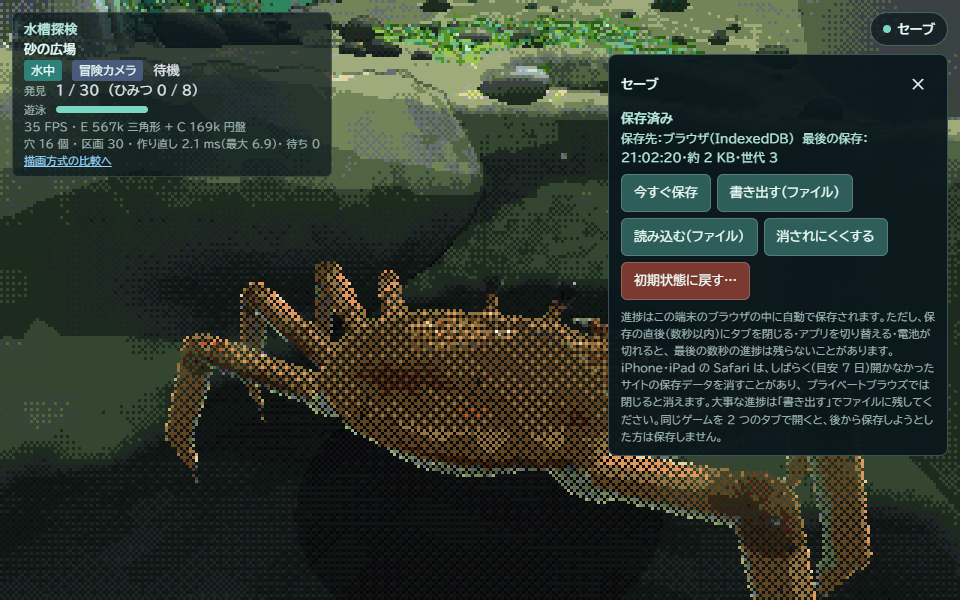 水槽探検
砂の広場
水中 冒険カメラ 待機
発見 1 / 30（ひみつ 0 / 8）
遊泳
35 FPS・E 567k 三角形 + C 169k 円盤
穴 16 個・区画 30・作り直し 2.1 ms(最大 6.9)・待ち 0
描画方式の比較へ
セーブ
セーブ ×
保存済み
保存先：ブラウザ(IndexedDB) 最後の保存：
21:02:20・約 2 KB・世代 3
今すぐ保存 書き出す(ファイル)
読み込む(ファイル) 消されにくくする
初期状態に戻す…
進捗はこの端末のブラウザの中に自動で保存されます。ただし、保
存の直後(数秒以内)にタブを閉じる・アプリを切り替える・電池が
切れると、最後の数秒の進捗は残らないことがあります。
iPhone・iPad の Safari は、しばらく(目安 7 日)開かなかった
サイトの保存データを消すことがあり、プライベートブラウズでは
閉じると消えます。大事な進捗は「書き出す」でファイルに残してく
ださい。同じゲームを 2 つのタブで開くと、後から保存しようとし
た方は保存しません。